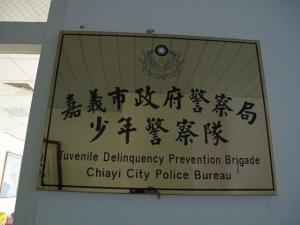 嘉義市政府警察局
少年警察隊
Juvenile Delinquency Prevention Brigade
Chiayi City Police Bureau